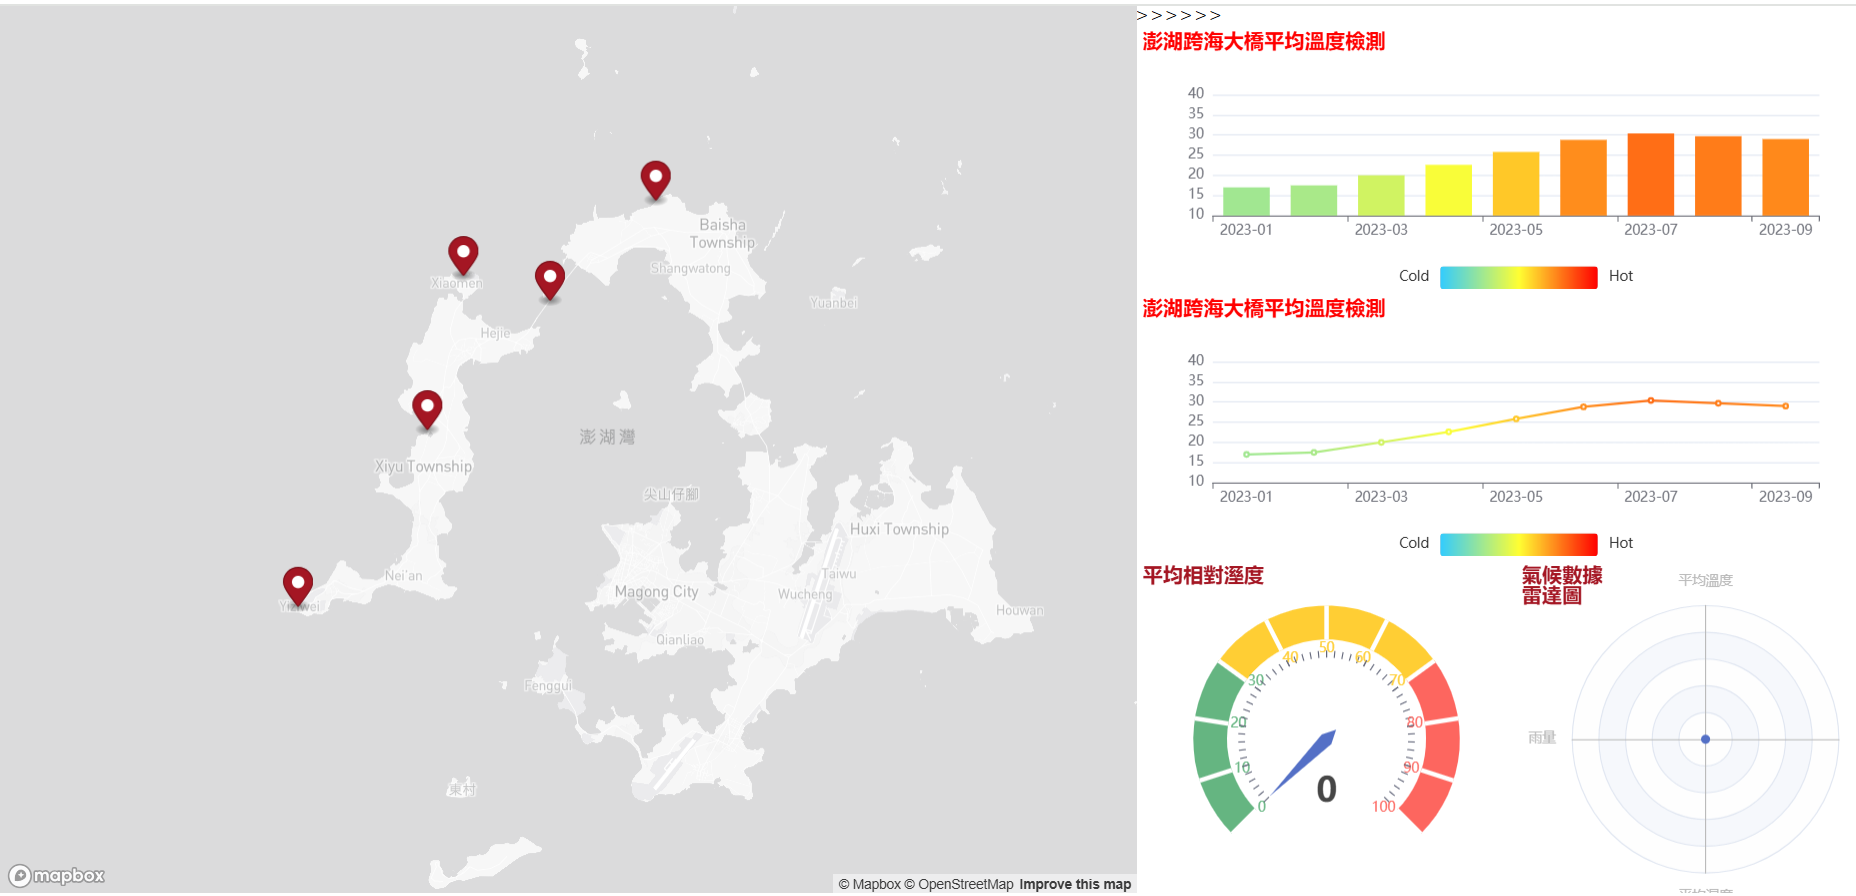 Baisha
Township
Shangwatong
Xiaomen
Yuanbei
Hejie
澎湖灣
Xiyu Township
尖山仔腳
Huxi Township
Nei'an
Taiwu
Magong City
Wucheng
Houwan
Qianliao
Fenggui
東村
mapbox
© Mapbox © OpenStreetMap Improve this map
>>>>>>
澎湖跨海大橋平均溫度檢測
40
35
30
25
20
15
10
2023-01 2023-03 2023-05 2023-07 2023-09
Cold Hot
澎湖跨海大橋平均溫度檢測
40
35
30
25
20
15
10
2023-01 2023-03 2023-05 2023-07 2023-09
Cold Hot
平均相對溼度
0 10 20 30 40 50 60 70 80 90 100
0
氣候數據
雷達圖
平均溫度
雨量